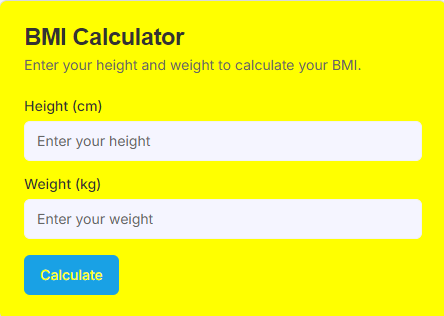 BMI Calculator
Enter your height and weight to calculate your BMI.
Height (cm)
Enter your height
Weight (kg)
Enter your weight
Calculate